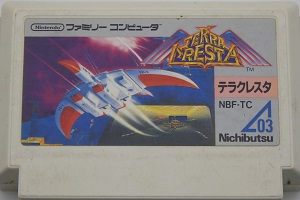 Nintendo ファミリーコンピュータ
TERRA CRESTA
TM
テラクレスタ
NBF-TC
03
Nichibutsu